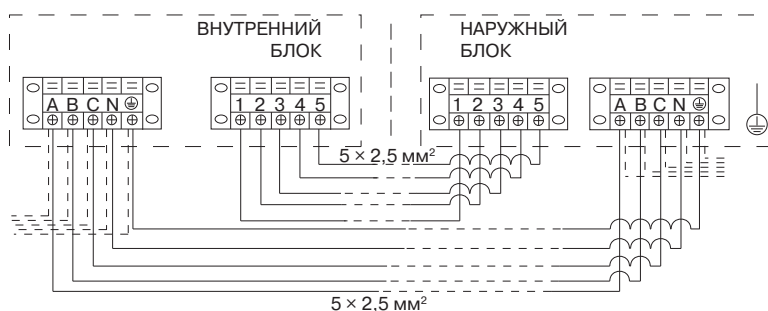 ВНУТРЕННИЙ
БЛОК
НАРУЖНЫЙ
БЛОК
A B C N
1 2 3 4 5
1 2 3 4 5
A B C N
5 × 2,5 мм²
5 × 2,5 мм²